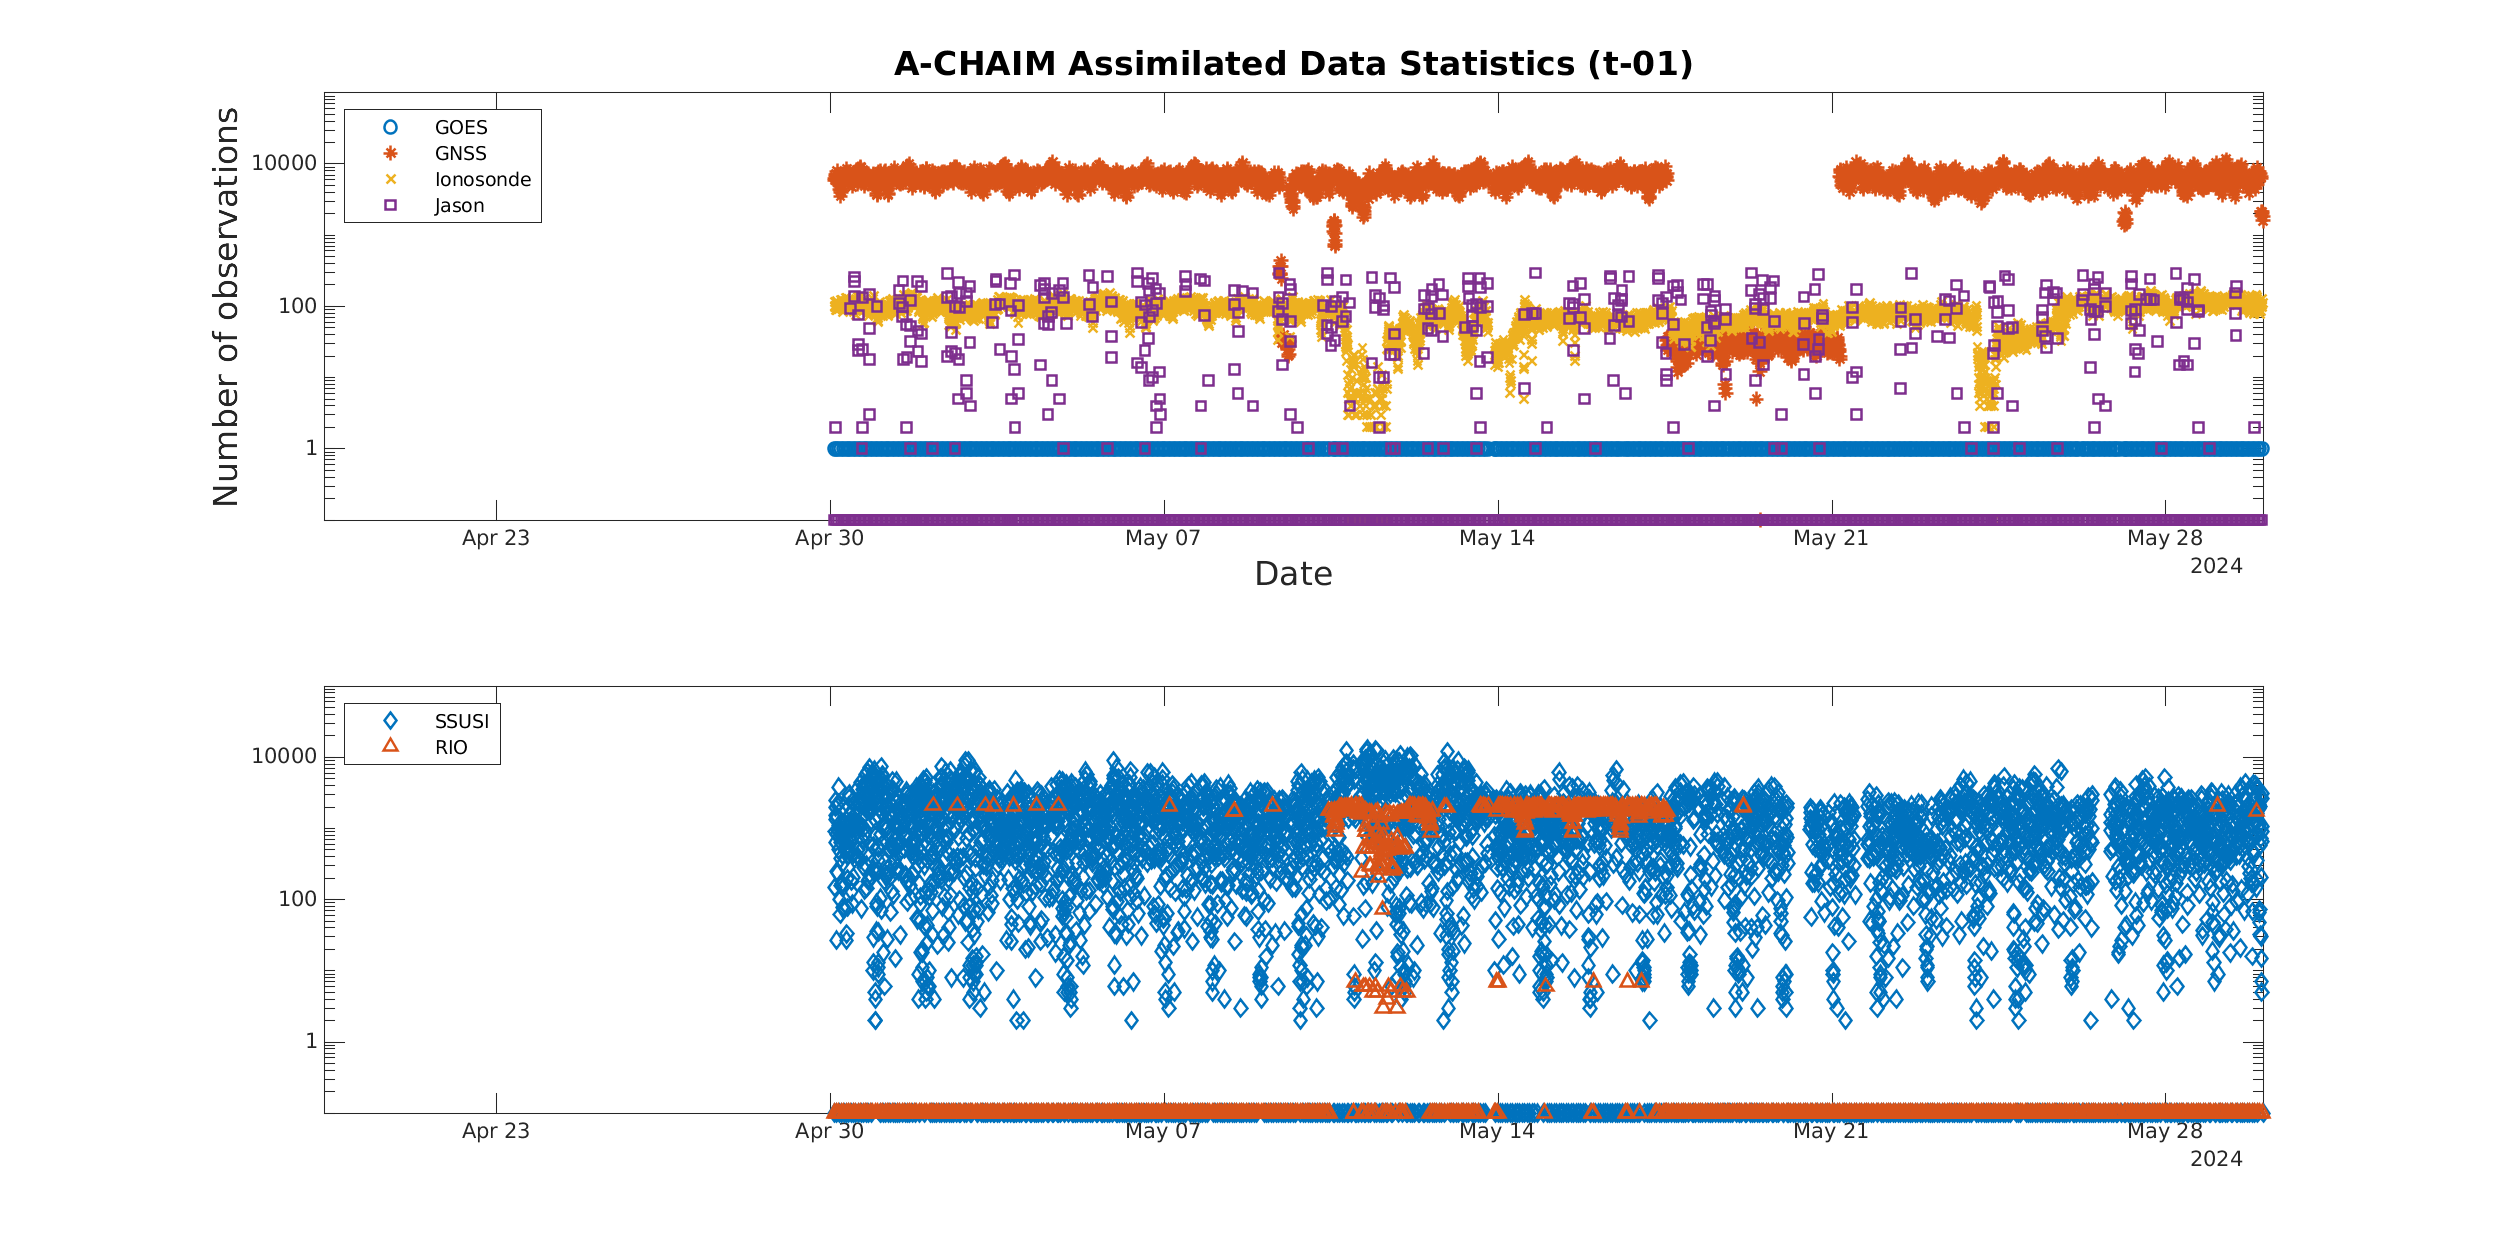 A-CHAIM Assimilated Data Statistics (t-01)
Number of observations
10000
100
1
GOES
GNSS
Ionosonde
Jason
Apr 23
Apr 30
May 07
May 14
May 21
May 28
2024
Date
10000
100
1
SSUSI
RIO
Apr 23
Apr 30
May 07
May 14
May 21
May 28
2024